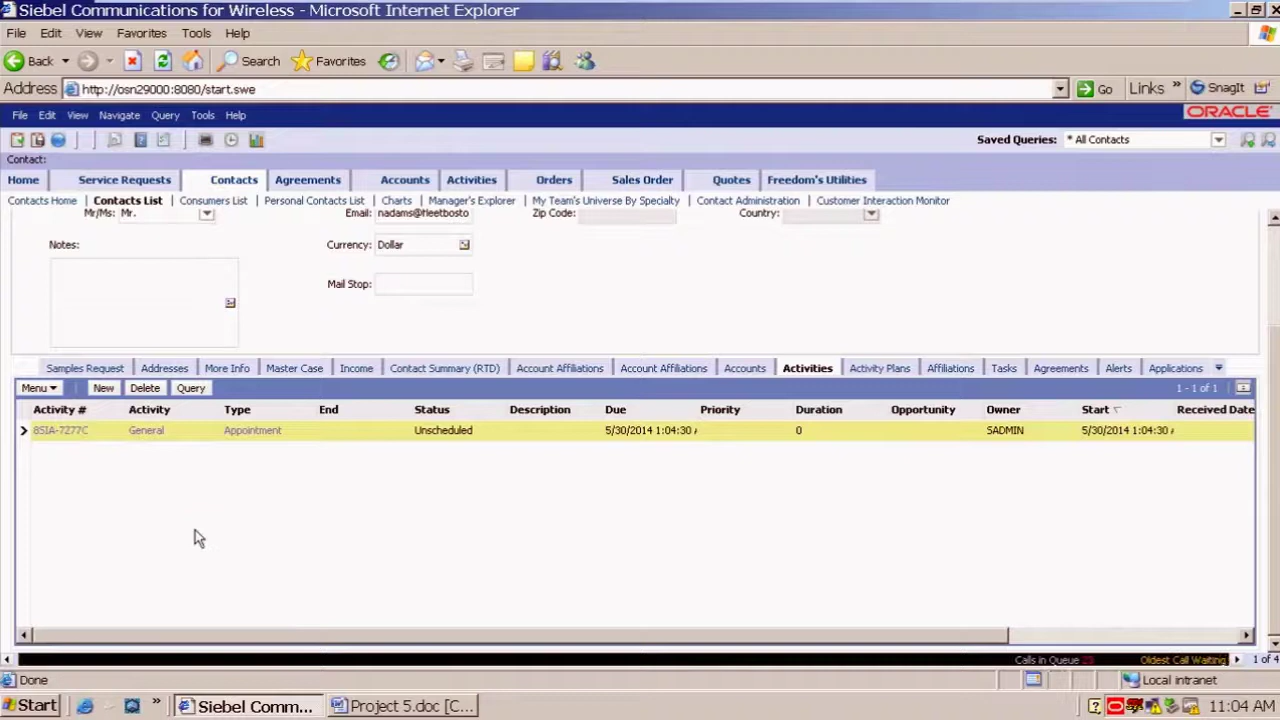 Siebel Communications for Wireless - Microsoft Internet Explorer
File Edit View Favorites Tools Help
Back Search Favorites
Address http://osn29000:8080/start.swe Go Links » SnagIt
File Edit View Navigate Query Tools Help ORACLE
Saved Queries: * All Contacts
Contact:
Home Service Requests Contacts Agreements Accounts Activities Orders Sales Order Quotes Freedom's Utilities
Contacts Home Contacts List Consumers List Personal Contacts List Charts Manager's Explorer My Team's Universe By Specialty Contact Administration Customer Interaction Monitor
Mr/Ms: Mr. Email: nadams@fleetbosto Zip Code: Country:
Notes: Currency: Dollar
Mail Stop:
Samples Request Addresses More Info Master Case Income Contact Summary (RTD) Account Affiliations Account Affiliations Accounts Activities Activity Plans Affiliations Tasks Agreements Alerts Applications
Menu New Delete Query 1 - 1 of 1
Activity # Activity Type End Status Description Due Priority Duration Opportunity Owner Start Received Date
8SIA-7277C General Appointment Unscheduled 5/30/2014 1:04:30 0 SADMIN 5/30/2014 1:04:30
Calls in Queue Oldest Call Waiting 1 of 4
Done Local intranet
Start » Siebel Comm... Project 5.doc [C... 11:04 AM